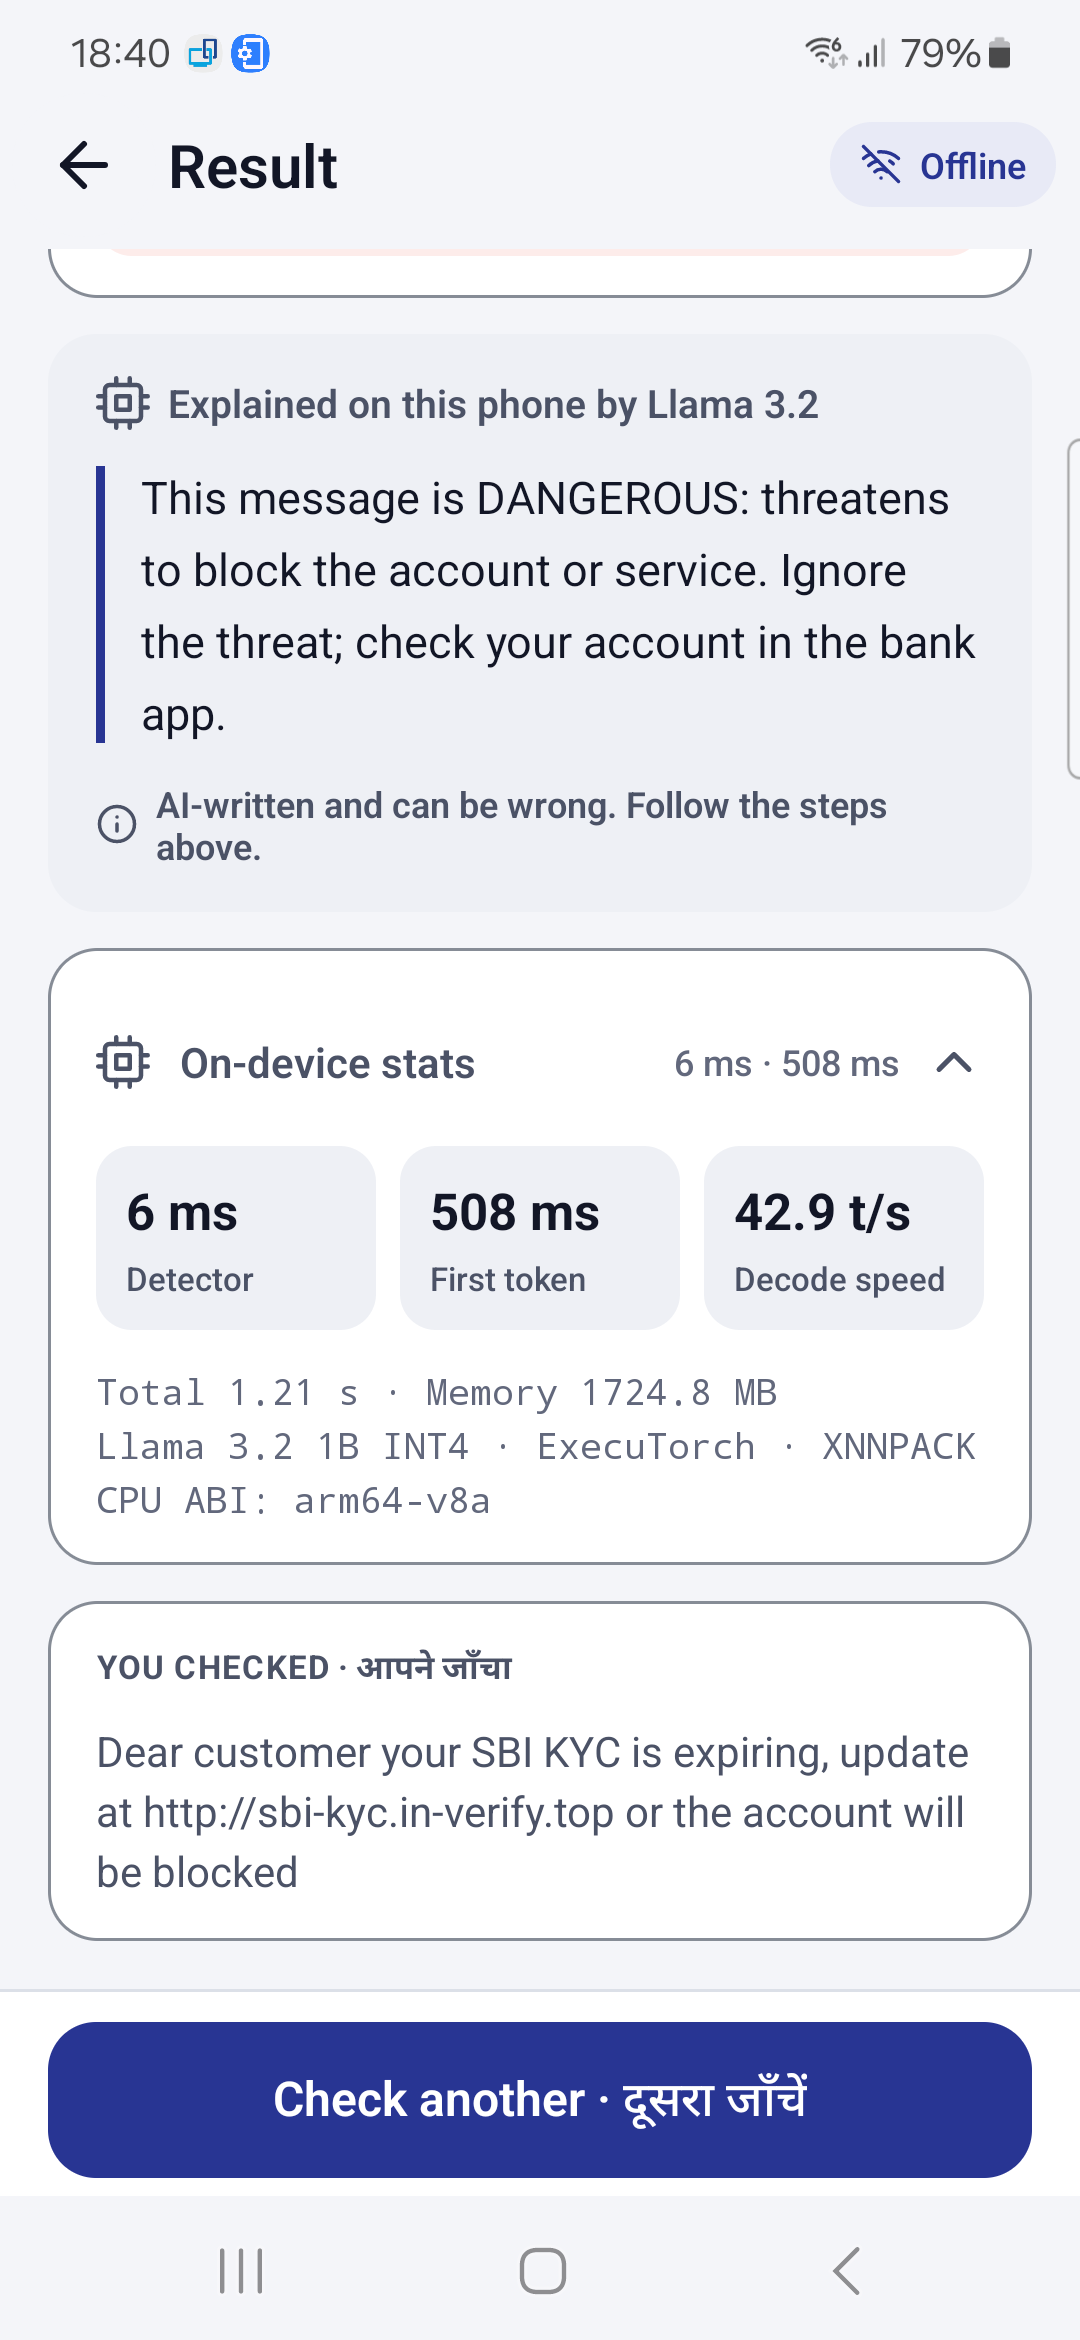 18:40
79%
Result
Offline
Explained on this phone by Llama 3.2
This message is DANGEROUS: threatens
to block the account or service. Ignore
the threat; check your account in the bank
app.
AI-written and can be wrong. Follow the steps
above.
On-device stats
6 ms · 508 ms
6 ms
508 ms
42.9 t/s
Detector
First token
Decode speed
Total 1.21 s · Memory 1724.8 MB
Llama 3.2 1B INT4 · ExecuTorch · XNNPACK
CPU ABI: arm64-v8a
YOU CHECKED · आपने जाँचा
Dear customer your SBI KYC is expiring, update
at http://sbi-kyc.in-verify.top or the account will
be blocked
Check another · दूसरा जाँचें